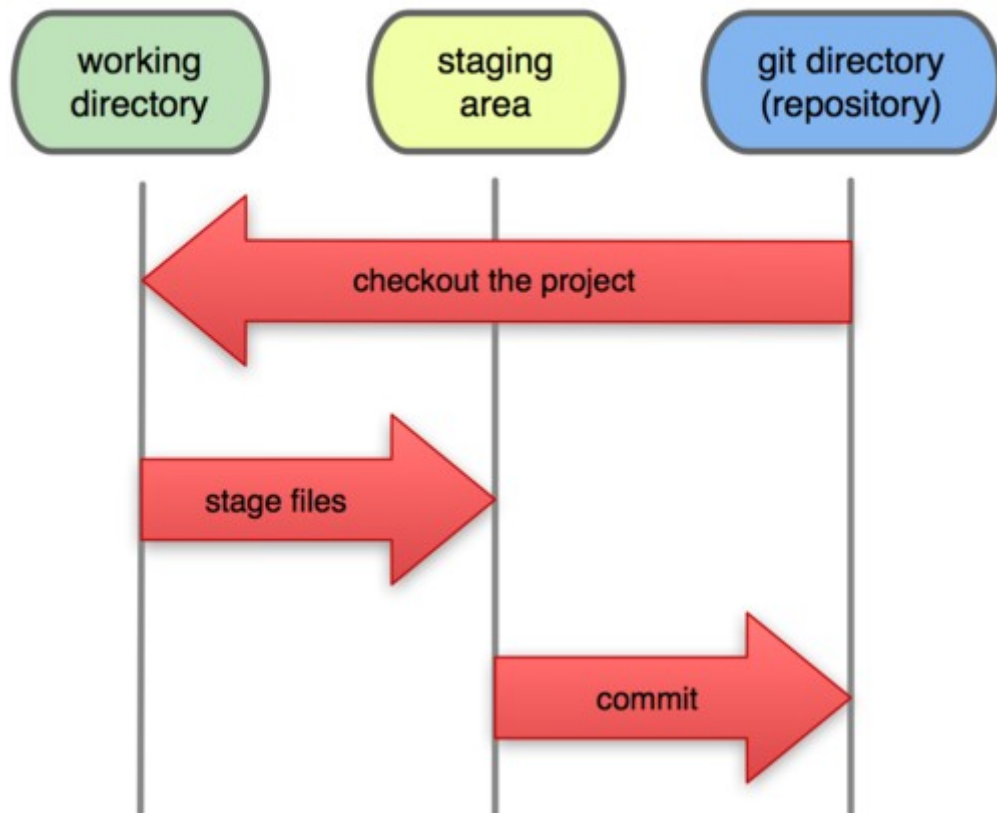 working
directory
staging
area
git directory
(repository)
checkout the project
stage files
commit